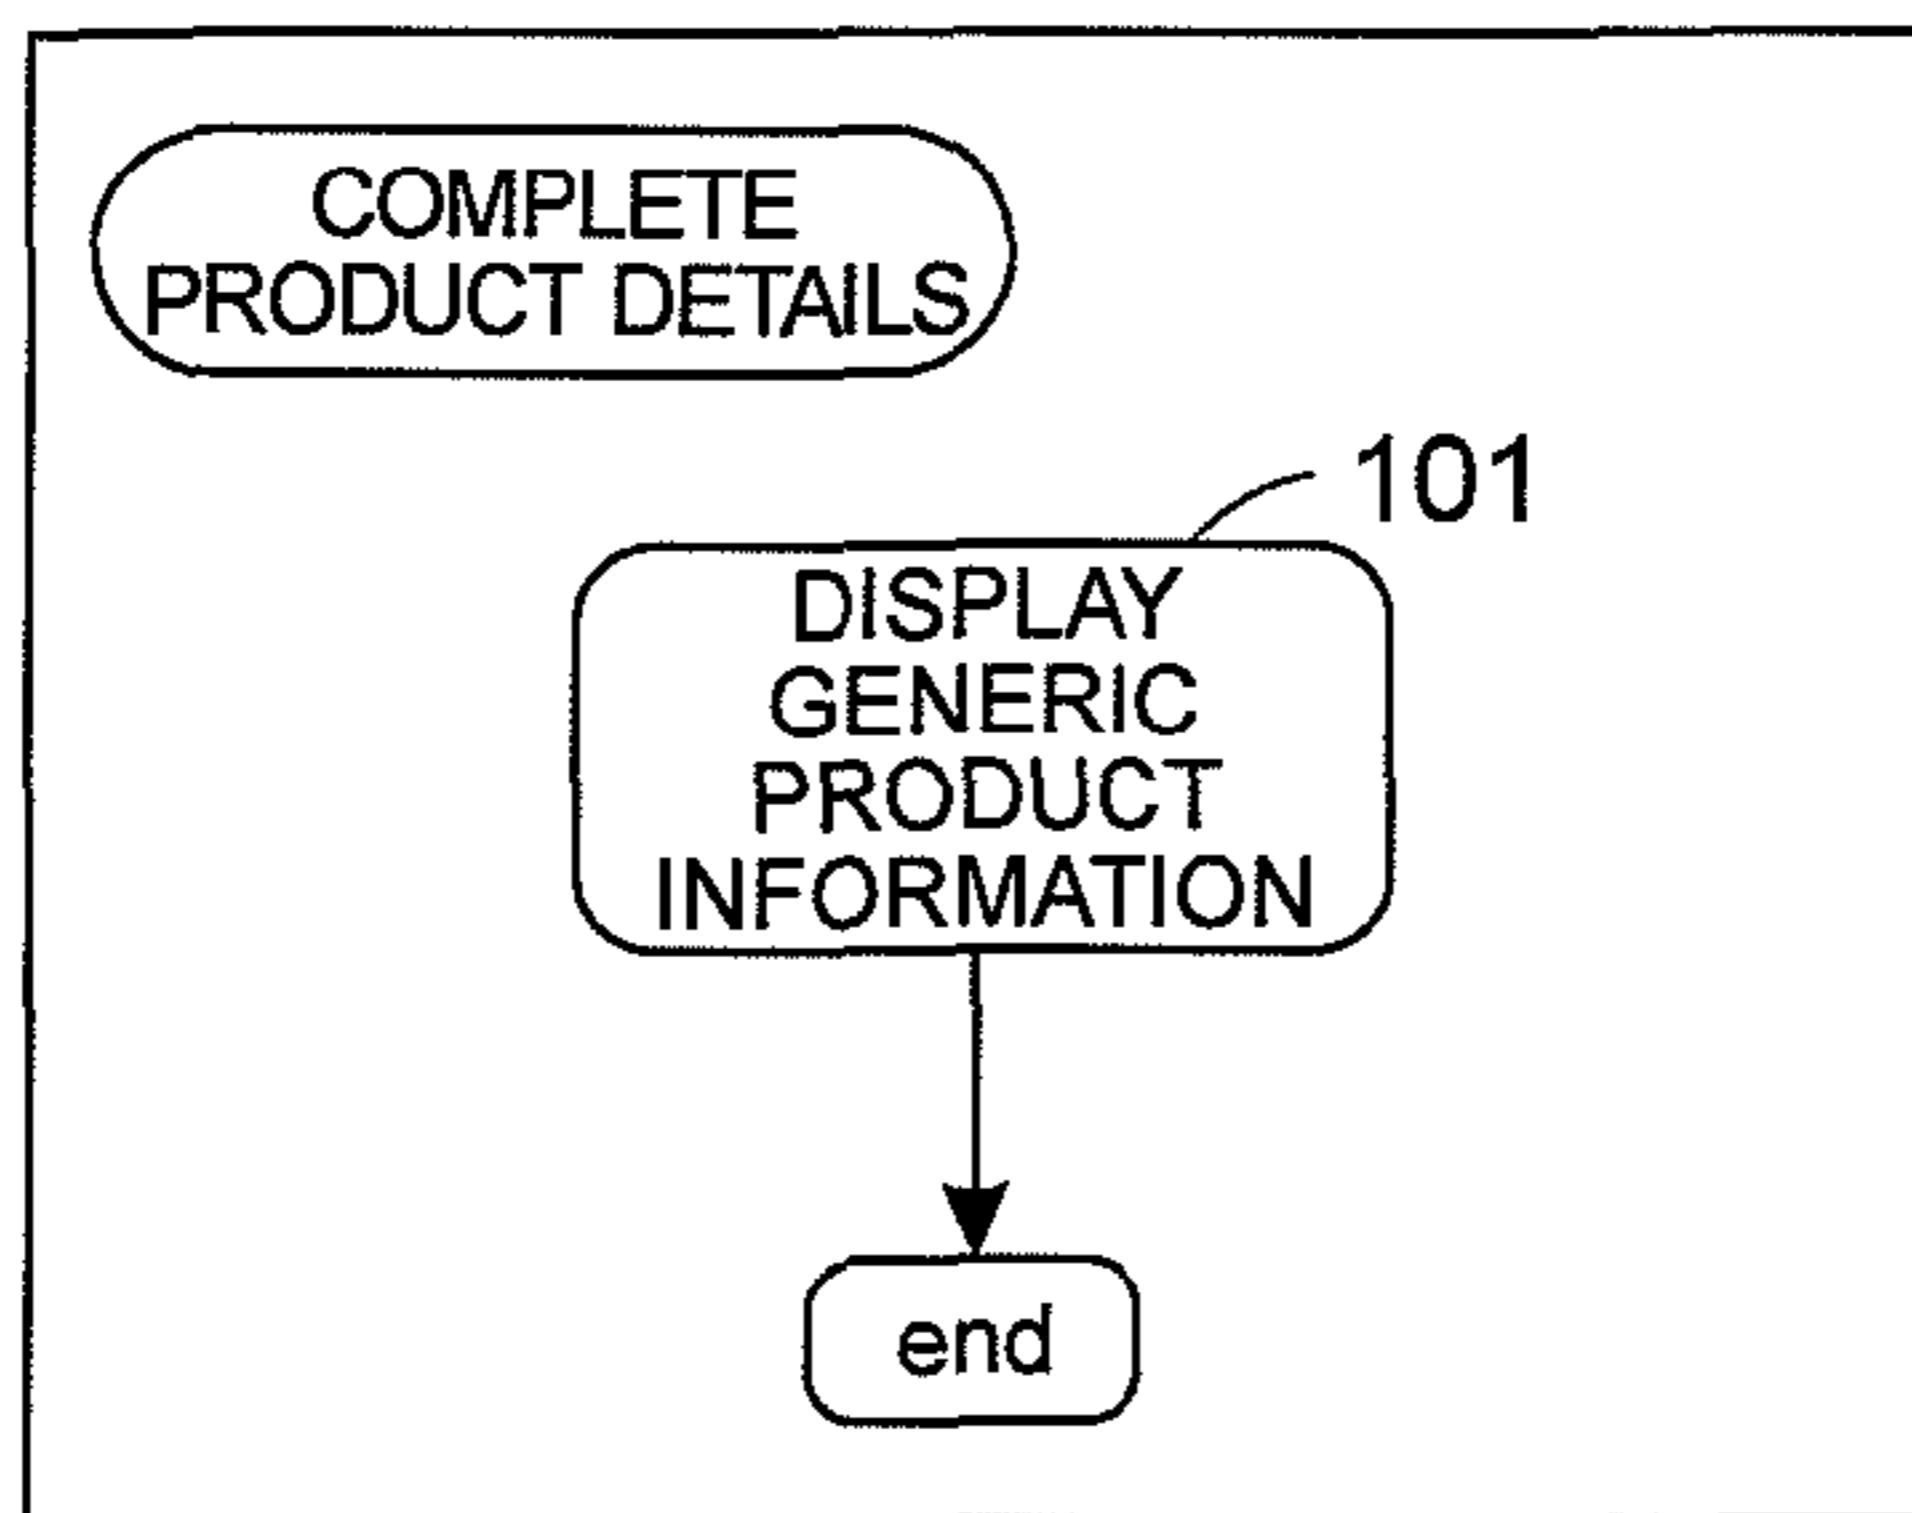 COMPLETE
PRODUCT DETAILS
101
DISPLAY
GENERIC
PRODUCT
INFORMATION
end